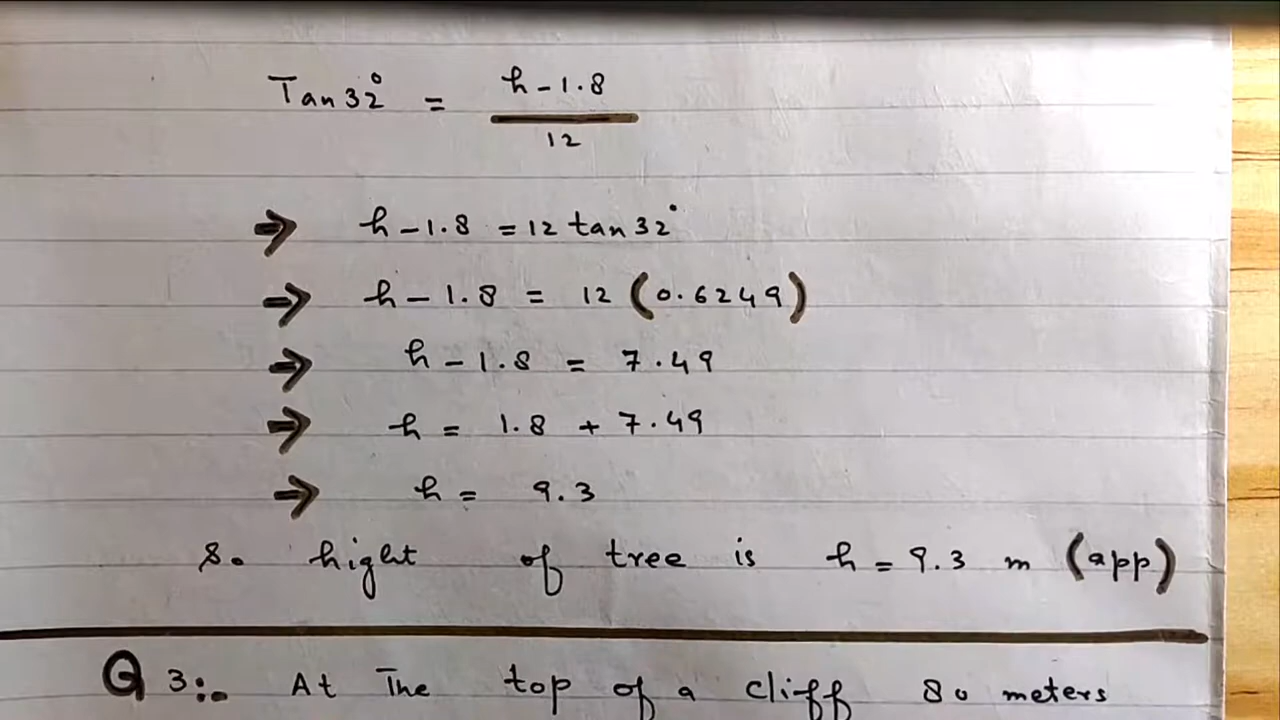 Tan 32° = h - 1.8 / 12
⇒ h - 1.8 = 12 tan 32°
⇒ h - 1.8 = 12 (0.6249)
⇒ h - 1.8 = 7.49
⇒ h = 1.8 + 7.49
⇒ h = 9.3
So hight of tree is h = 9.3 m (app)
Q 3:. At The top of a cliff 80 meters